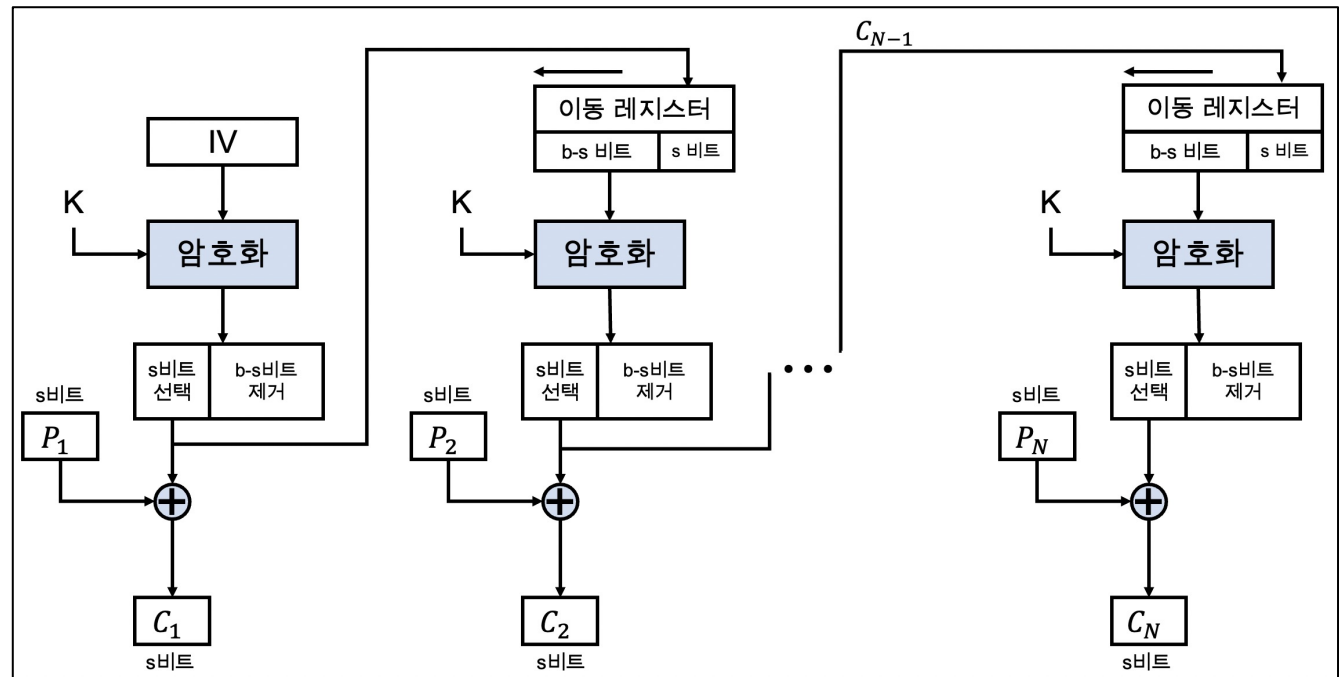 C_{N-1}
IV
K
암호화
s비트
선택
b-s비트
제거
s비트
P_1
C_1
s비트
이동 레지스터
b-s 비트
s 비트
K
암호화
s비트
선택
b-s비트
제거
s비트
P_2
C_2
s비트
•••
이동 레지스터
b-s 비트
s 비트
K
암호화
s비트
선택
b-s비트
제거
s비트
P_N
C_N
s비트